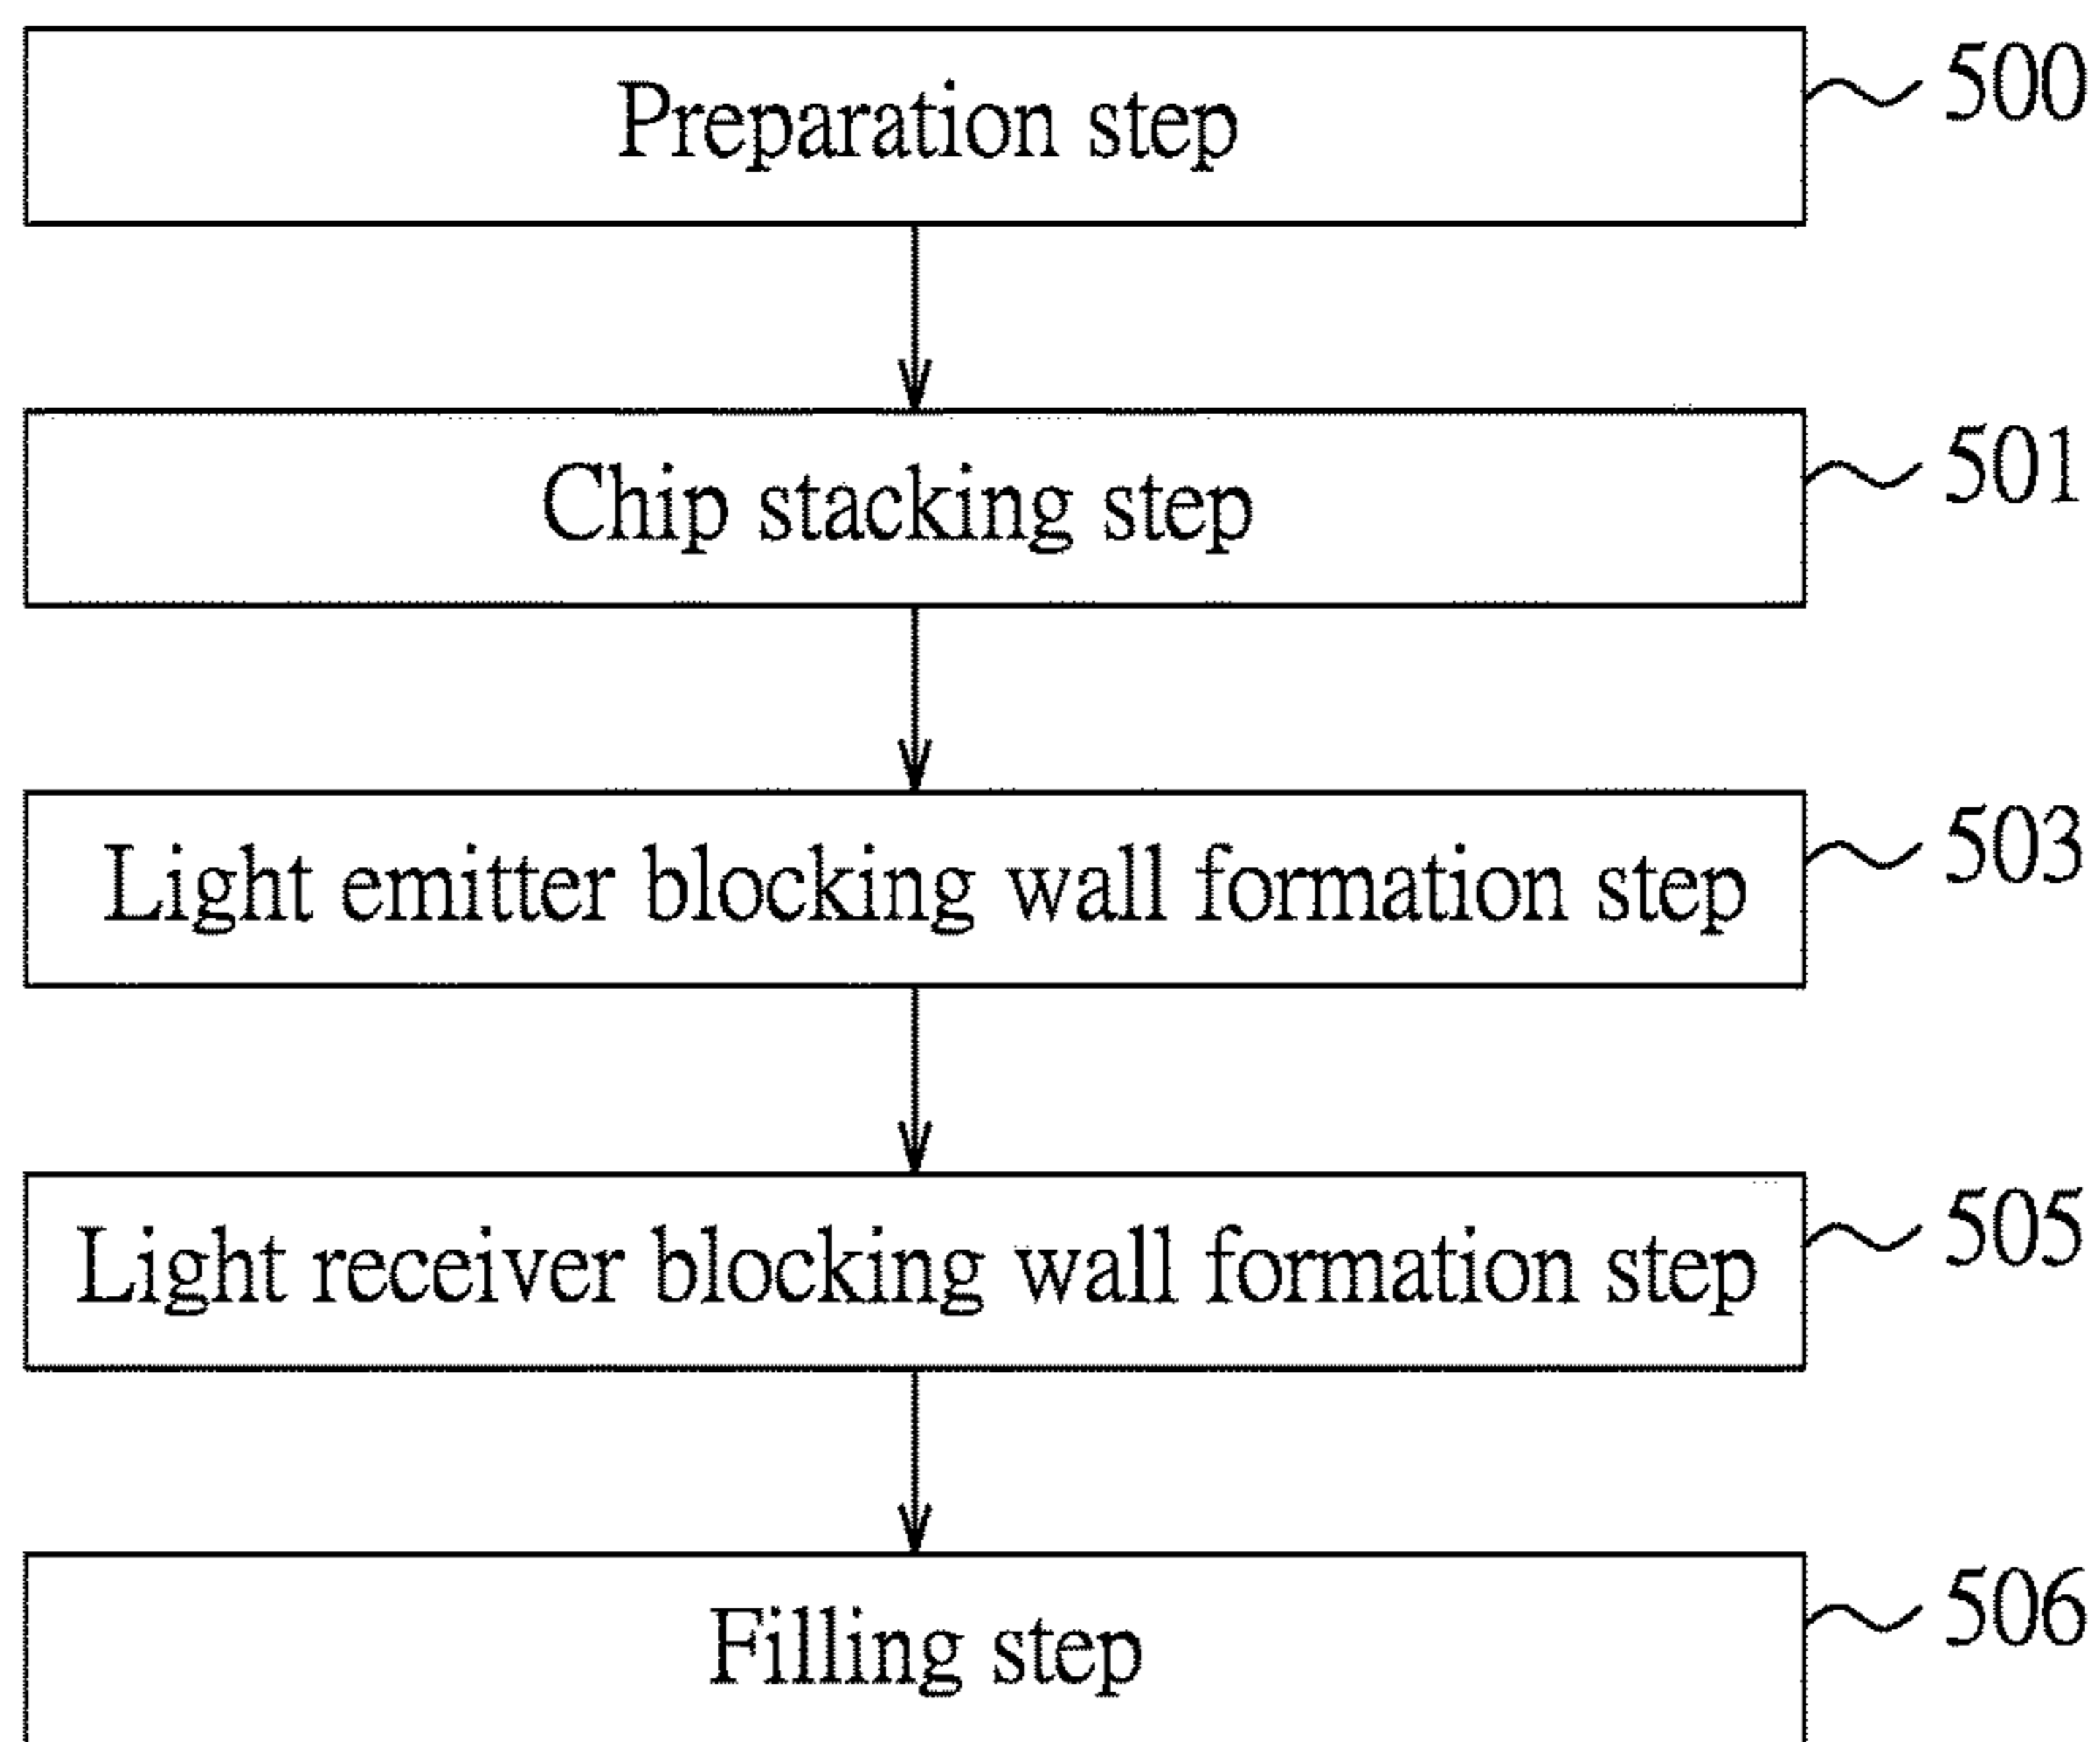 Preparation step
500
Chip stacking step
501
Light emitter blocking wall formation step
503
Light receiver blocking wall formation step
505
Filling step
506